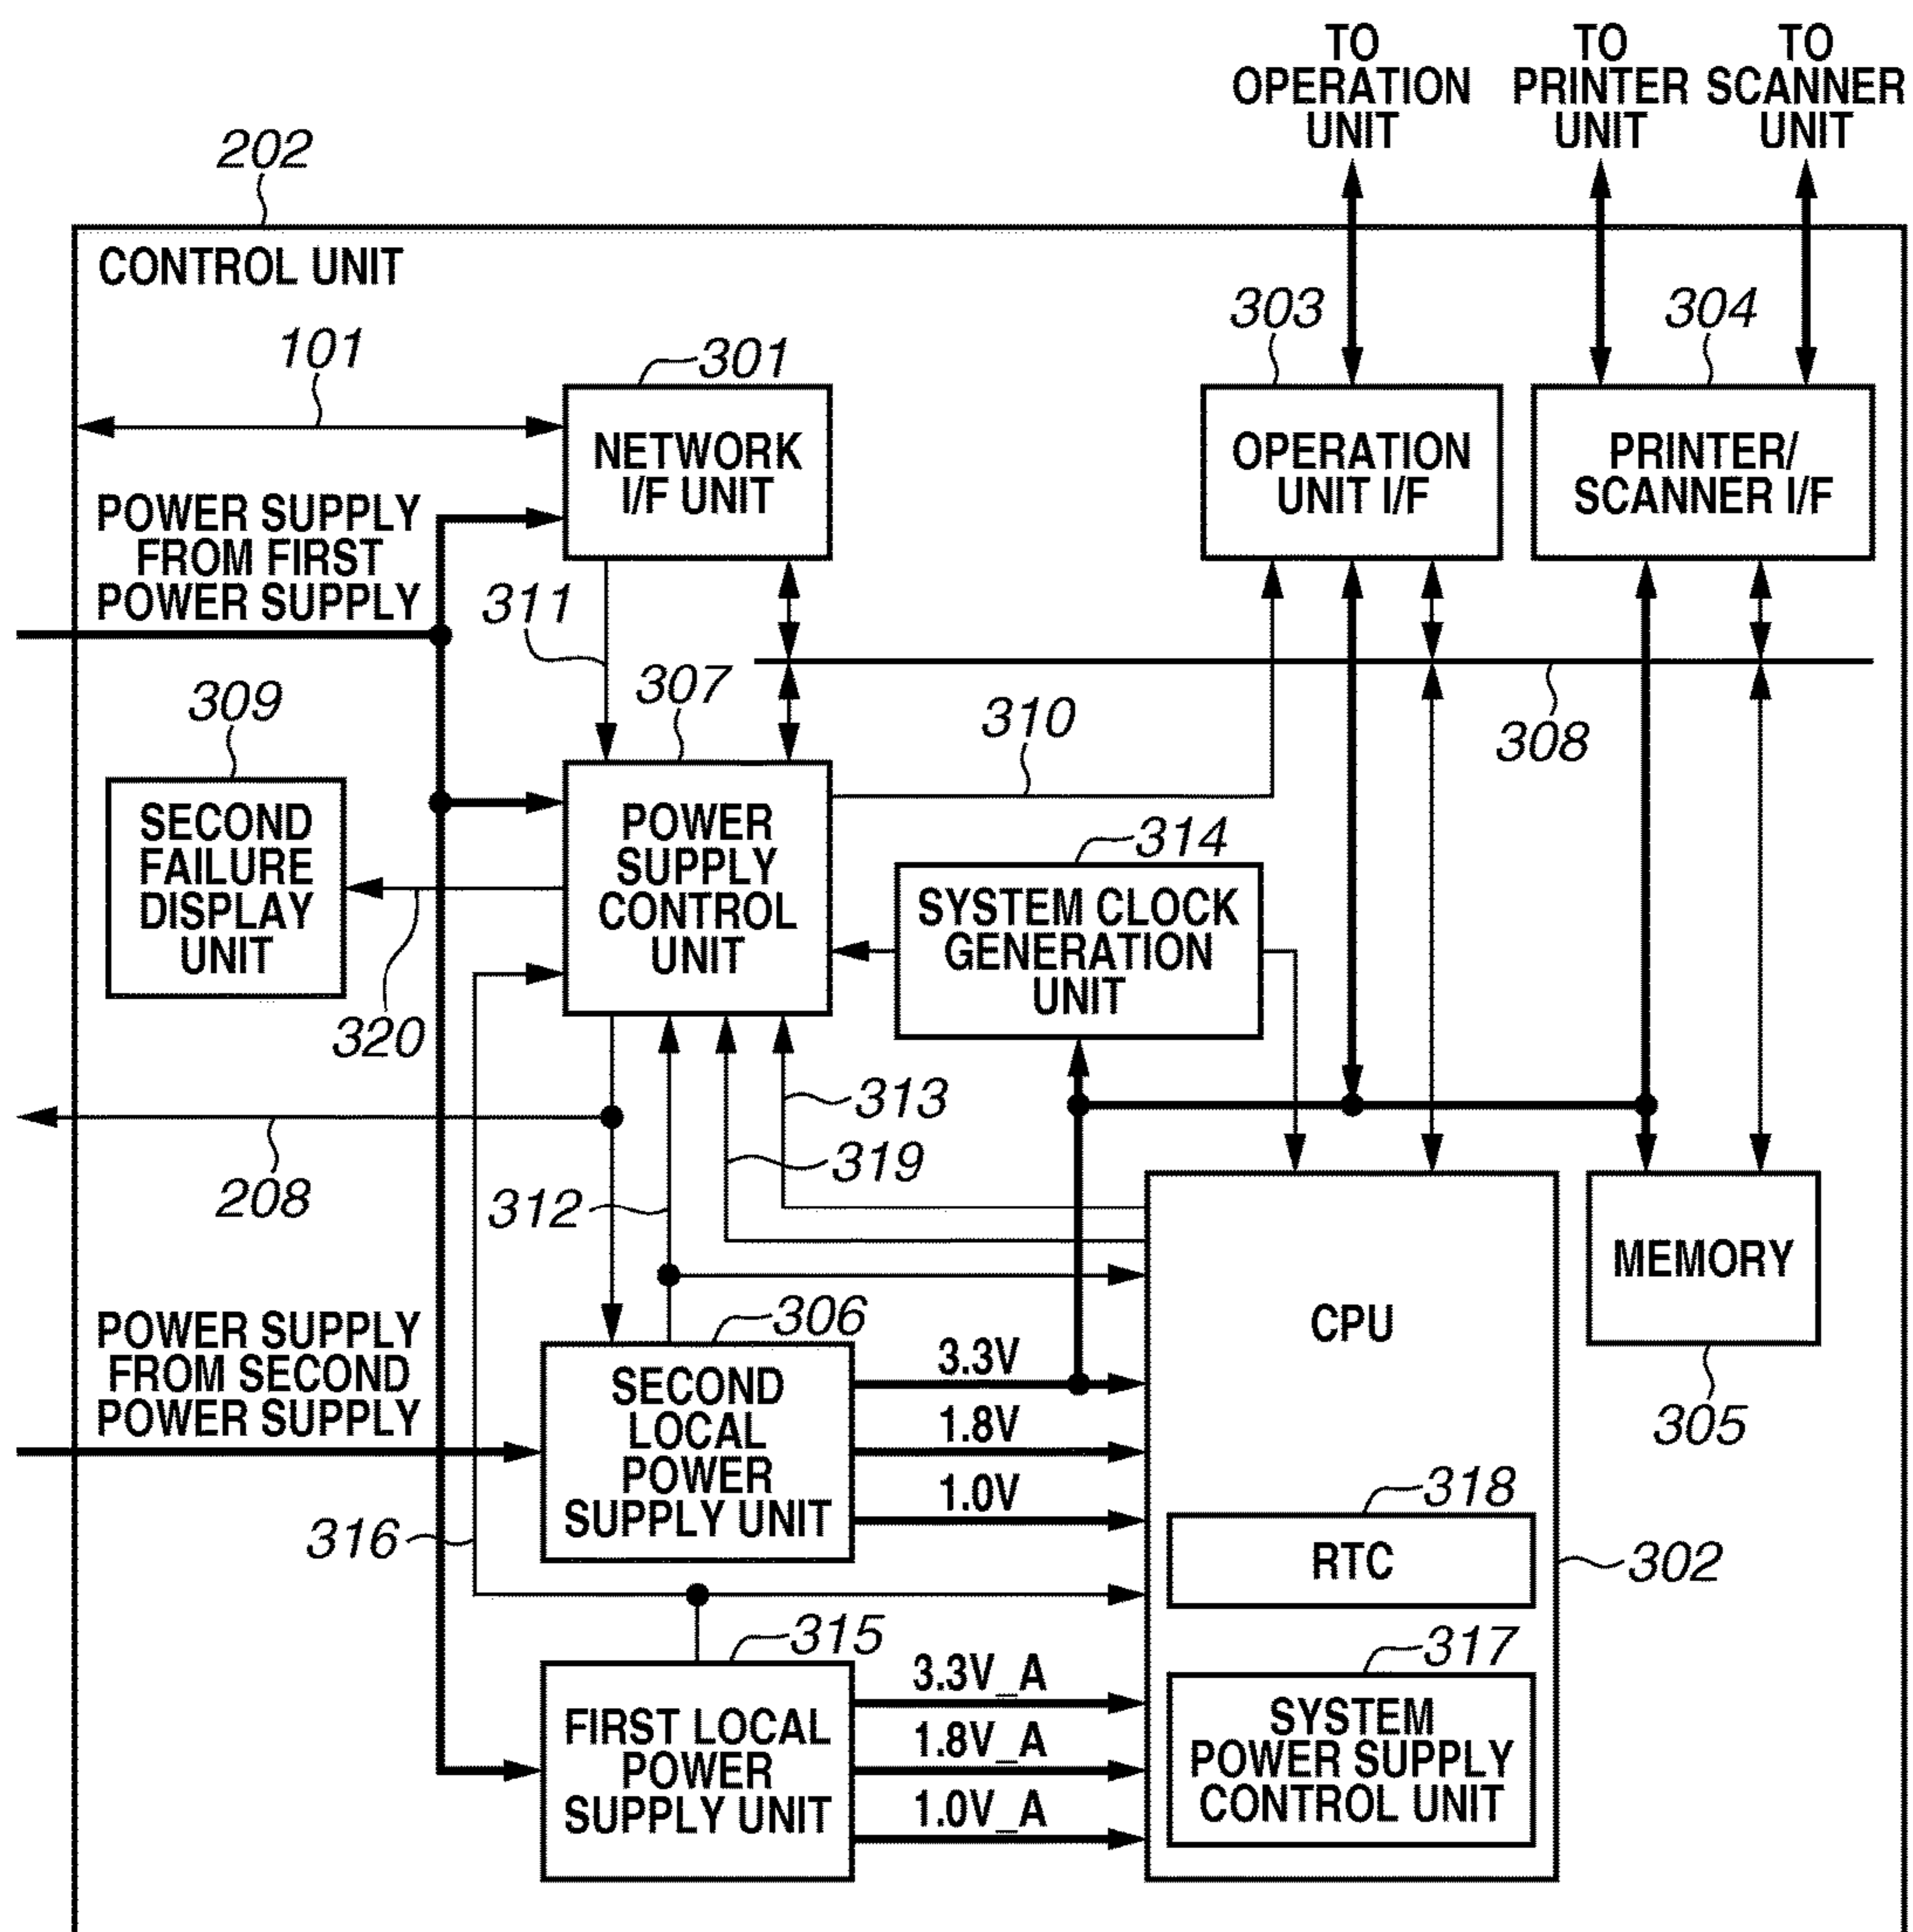 TO
OPERATION
UNIT
TO
PRINTER
UNIT
TO
SCANNER
UNIT
202
CONTROL UNIT
303
304
101
301
NETWORK
I/F UNIT
OPERATION
UNIT I/F
PRINTER/
SCANNER I/F
POWER SUPPLY
FROM FIRST
POWER SUPPLY
311
307
309
310
308
SECOND
FAILURE
DISPLAY
UNIT
POWER
SUPPLY
CONTROL
UNIT
314
SYSTEM CLOCK
GENERATION
UNIT
320
313
319
208
312
MEMORY
305
CPU
306
POWER SUPPLY
FROM SECOND
POWER SUPPLY
SECOND
LOCAL
POWER
SUPPLY UNIT
3.3V
1.8V
1.0V
316
318
RTC
302
315
317
FIRST LOCAL
POWER
SUPPLY UNIT
3.3V_A
1.8V_A
1.0V_A
SYSTEM
POWER SUPPLY
CONTROL UNIT